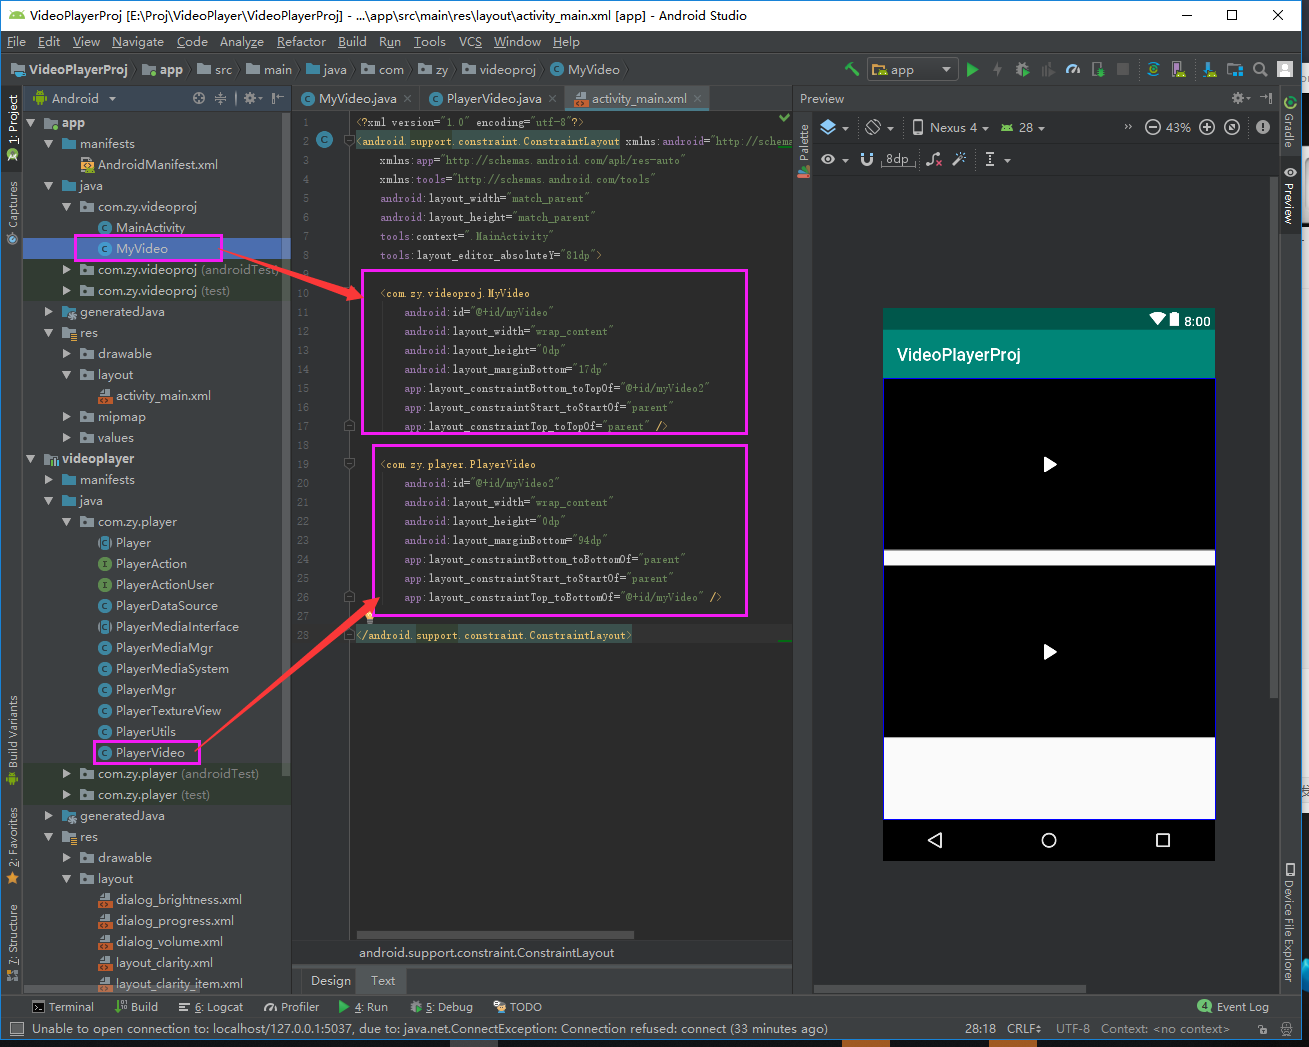 VideoPlayerProj [E:\Proj\VideoPlayer\VideoPlayerProj] - ...\app\src\main\res\layout\activity_main.xml [app] - Android Studio
File Edit View Navigate Code Analyze Refactor Build Run Tools VCS Window Help
VideoPlayerProj app src main java com zy videoproj MyVideo app
Android
MyVideo.java PlayerVideo.java activity_main.xml
Preview
1: Project
Captures
Build Variants
2: Favorites
7: Structure
app
manifests
AndroidManifest.xml
java
com.zy.videoproj
MainActivity
MyVideo
com.zy.videoproj (androidTest)
com.zy.videoproj (test)
generatedJava
res
drawable
layout
activity_main.xml
mipmap
values
videoplayer
manifests
java
com.zy.player
Player
PlayerAction
PlayerActionUser
PlayerDataSource
PlayerMediaInterface
PlayerMediaMgr
PlayerMediaSystem
PlayerMgr
PlayerTextureView
PlayerUtils
PlayerVideo
com.zy.player (androidTest)
com.zy.player (test)
generatedJava
res
drawable
layout
dialog_brightness.xml
dialog_progress.xml
dialog_volume.xml
layout_clarity.xml
layout_clarity_item.xml
1 <?xml version="1.0" encoding="utf-8"?>
2 <android.support.constraint.ConstraintLayout xmlns:android="http://schema
3 xmlns:app="http://schemas.android.com/apk/res-auto"
4 xmlns:tools="http://schemas.android.com/tools"
5 android:layout_width="match_parent"
6 android:layout_height="match_parent"
7 tools:context=".MainActivity"
8 tools:layout_editor_absoluteY="81dp">
9
10 <com.zy.videoproj.MyVideo
11 android:id="@+id/myVideo"
12 android:layout_width="wrap_content"
13 android:layout_height="0dp"
14 android:layout_marginBottom="17dp"
15 app:layout_constraintBottom_toTopOf="@+id/myVideo2"
16 app:layout_constraintStart_toStartOf="parent"
17 app:layout_constraintTop_toTopOf="parent" />
18
19 <com.zy.player.PlayerVideo
20 android:id="@+id/myVideo2"
21 android:layout_width="wrap_content"
22 android:layout_height="0dp"
23 android:layout_marginBottom="94dp"
24 app:layout_constraintBottom_toBottomOf="parent"
25 app:layout_constraintStart_toStartOf="parent"
26 app:layout_constraintTop_toBottomOf="@+id/myVideo" />
27
28 </android.support.constraint.ConstraintLayout>
android.support.constraint.ConstraintLayout
Design Text
Palette
Nexus 4 28 » 43%
8dp
8:00
VideoPlayerProj
Gradle
Preview
Device File Explorer
Terminal Build 6: Logcat Profiler 4: Run 5: Debug TODO 4 Event Log
Unable to open connection to: localhost/127.0.0.1:5037, due to: java.net.ConnectException: Connection refused: connect (33 minutes ago) 28:18 CRLF UTF-8 Context: <no context>